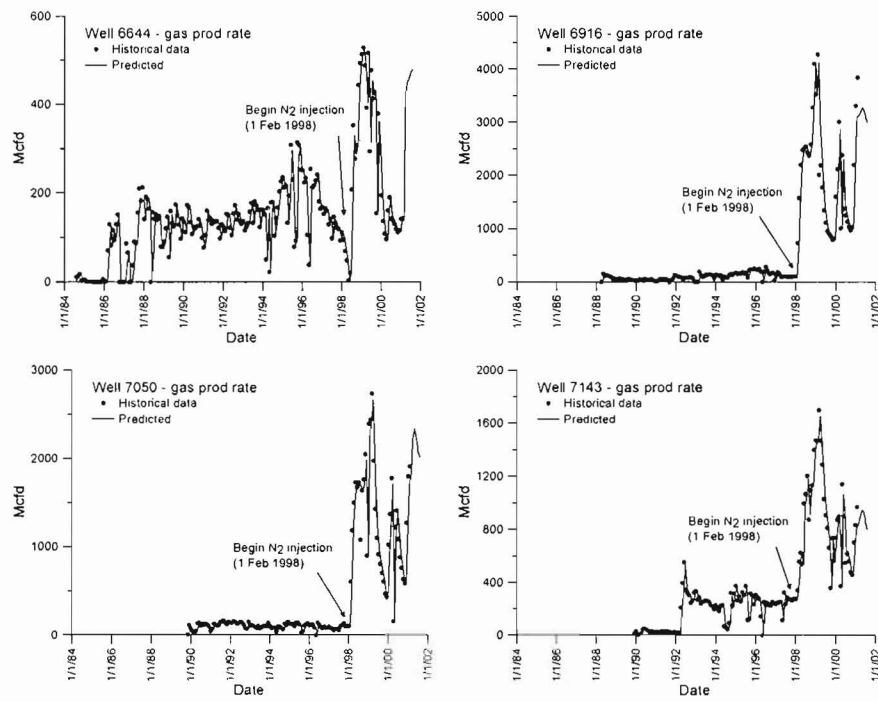 Well 6644 - gas prod rate
Historical data
Predicted
Begin N2 injection
(1 Feb 1998)
Mcfd
600
400
200
0
1/1/84
1/1/86
1/1/88
1/1/90
1/1/92
1/1/94
1/1/96
1/1/98
1/1/00
1/1/02
Date
Well 6916 - gas prod rate
Historical data
Predicted
Begin N2 injection
(1 Feb 1998)
5000
4000
3000
2000
1000
0
1/1/84
1/1/86
1/1/88
1/1/90
1/1/92
1/1/94
1/1/96
1/1/98
1/1/00
1/1/02
Date
Well 7050 - gas prod rate
Historical data
Predicted
Begin N2 injection
(1 Feb 1998)
Mcfd
3000
2000
1000
0
1/1/84
1/1/86
1/1/88
1/1/90
1/1/92
1/1/94
1/1/96
1/1/98
1/1/00
1/1/02
Date
Well 7143 - gas prod rate
Historical data
Predicted
Begin N2 injection
(1 Feb 1998)
2000
1600
1200
800
400
0
1/1/84
1/1/86
1/1/88
1/1/90
1/1/92
1/1/94
1/1/96
1/1/98
1/1/00
1/1/02
Date